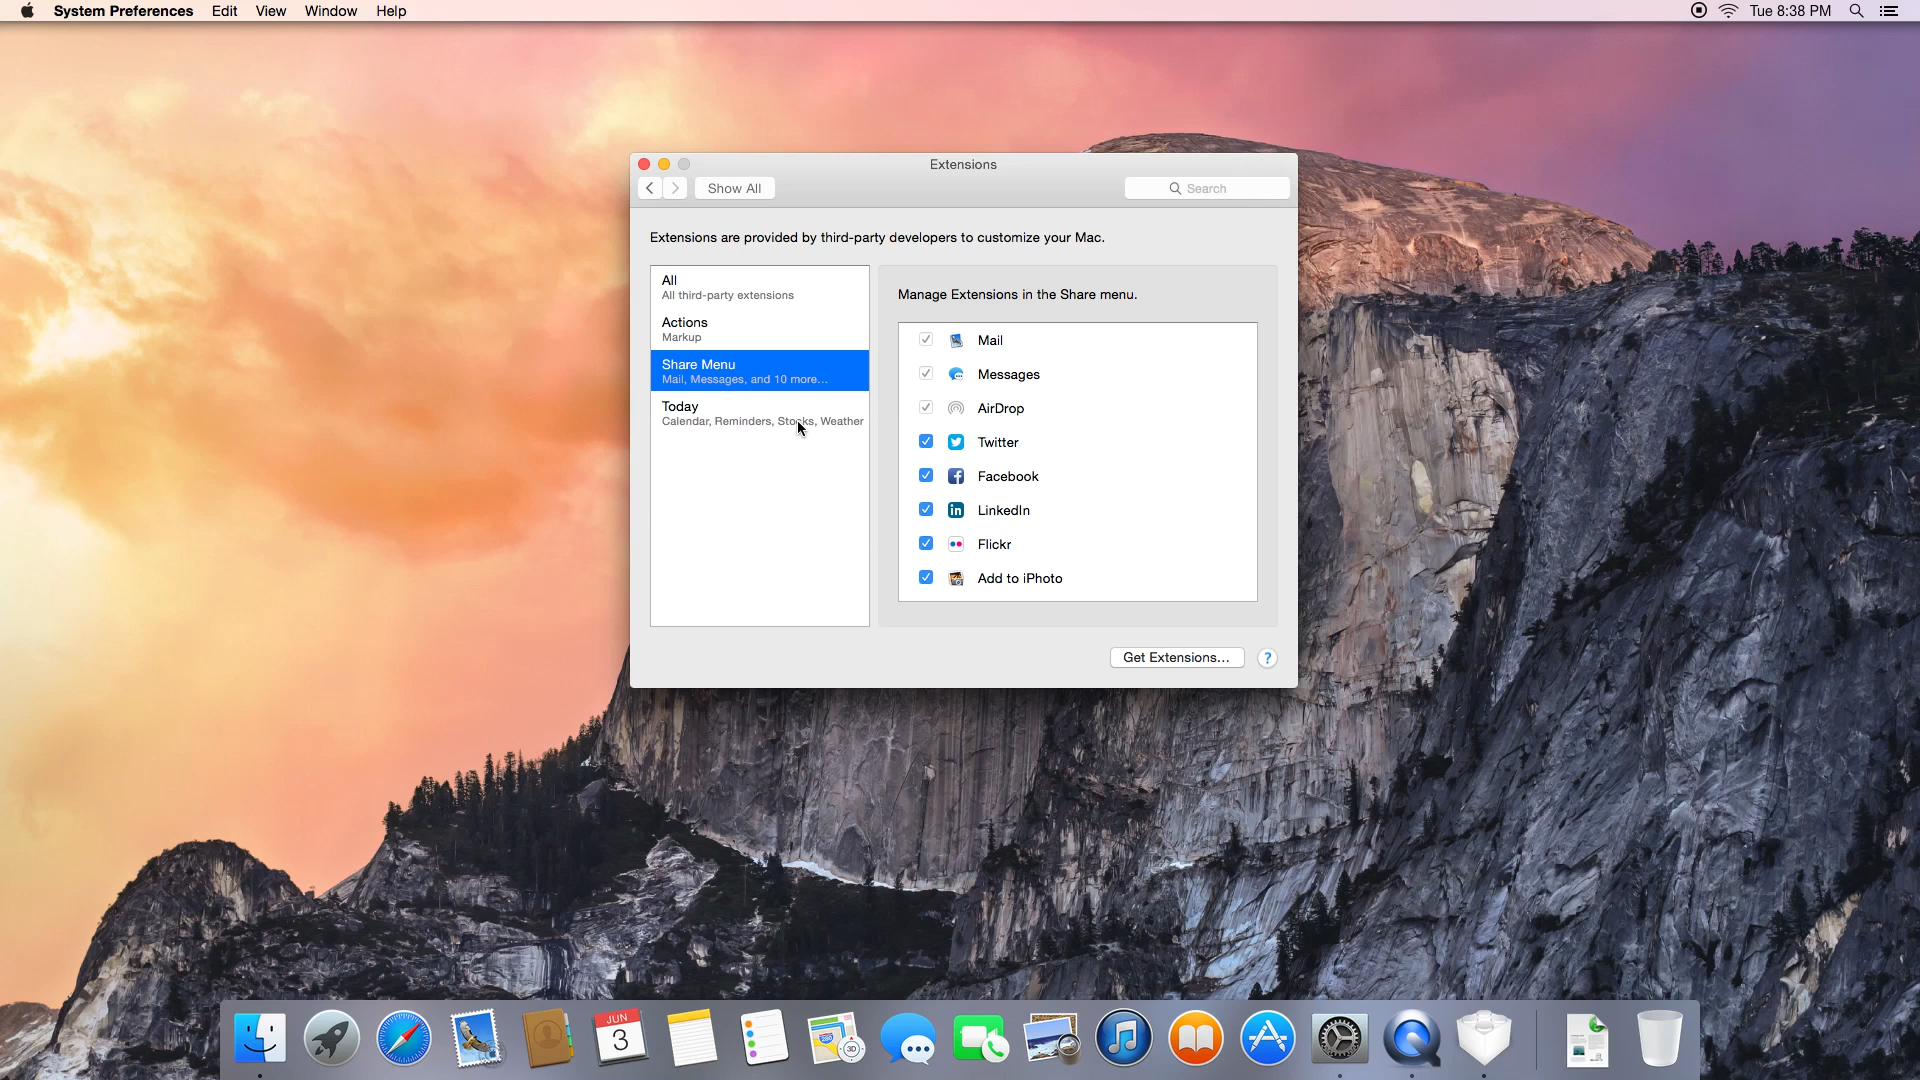 System Preferences Edit View Window Help
Tue 8:38 PM
Extensions
Show All
Search
Extensions are provided by third-party developers to customize your Mac.
All
All third-party extensions
Actions
Markup
Share Menu
Mail, Messages, and 10 more...
Today
Calendar, Reminders, Stocks, Weather
Manage Extensions in the Share menu.
Mail
Messages
AirDrop
Twitter
Facebook
LinkedIn
Flickr
Add to iPhoto
Get Extensions...
?
JUN
3
280
3D